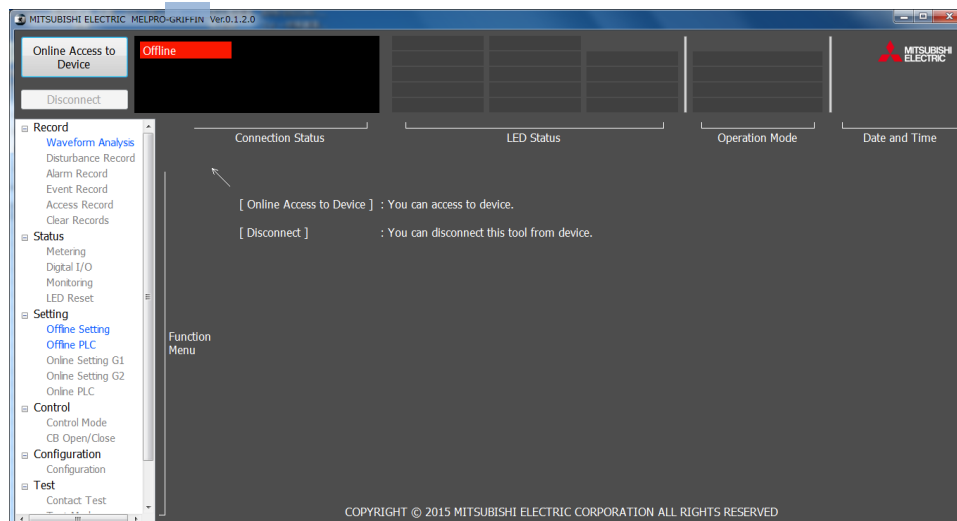 MITSUBISHI ELECTRIC MELPRO-GRIFFIN Ver.0.1.2.0
Online Access to
Device
Offline
Disconnect
MITSUBISHI
ELECTRIC
Connection Status
LED Status
Operation Mode
Date and Time
Record
Waveform Analysis
Disturbance Record
Alarm Record
Event Record
Access Record
Clear Records
Status
Metering
Digital I/O
Monitoring
LED Reset
Setting
Offline Setting
Offline PLC
Online Setting G1
Online Setting G2
Online PLC
Control
Control Mode
CB Open/Close
Configuration
Configuration
Test
Contact Test
Function
Menu
[ Online Access to Device ] : You can access to device.
[ Disconnect ] : You can disconnect this tool from device.
COPYRIGHT © 2015 MITSUBISHI ELECTRIC CORPORATION ALL RIGHTS RESERVED